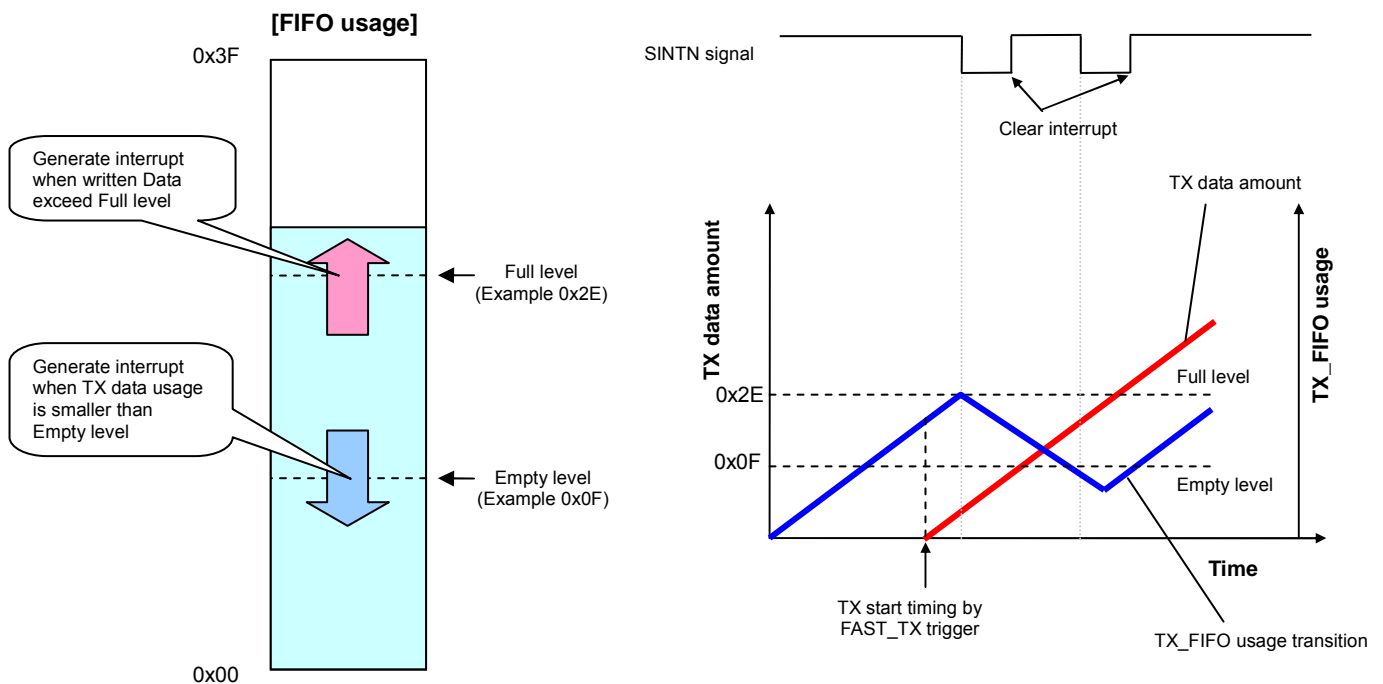 [FIFO usage]
0x3F
Generate interrupt
when written Data
exceed Full level
Full level
(Example 0x2E)
Generate interrupt
when TX data usage
is smaller than
Empty level
Empty level
(Example 0x0F)
0x00
SINTN signal
Clear interrupt
TX data amount
TX data amount
TX_FIFO usage
0x2E
Full level
0x0F
Empty level
Time
TX start timing by
FAST_TX trigger
TX_FIFO usage transition